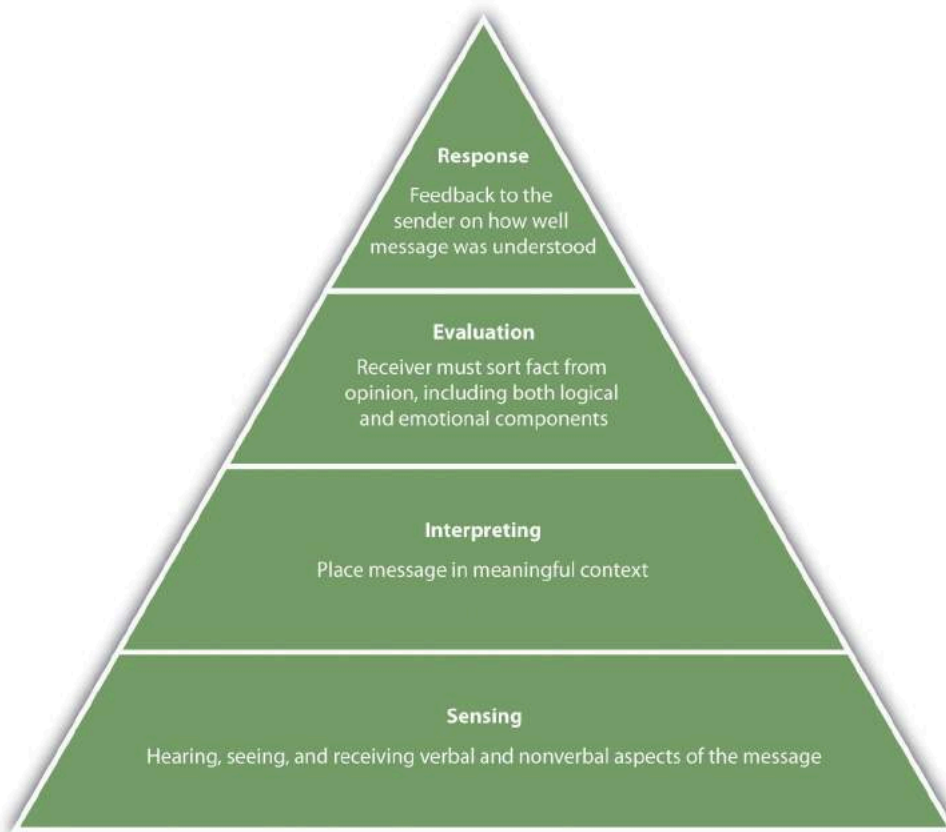 Response
Feedback to the
sender on how well
message was understood
Evaluation
Receiver must sort fact from
opinion, including both logical
and emotional components
Interpreting
Place message in meaningful context
Sensing
Hearing, seeing, and receiving verbal and nonverbal aspects of the message